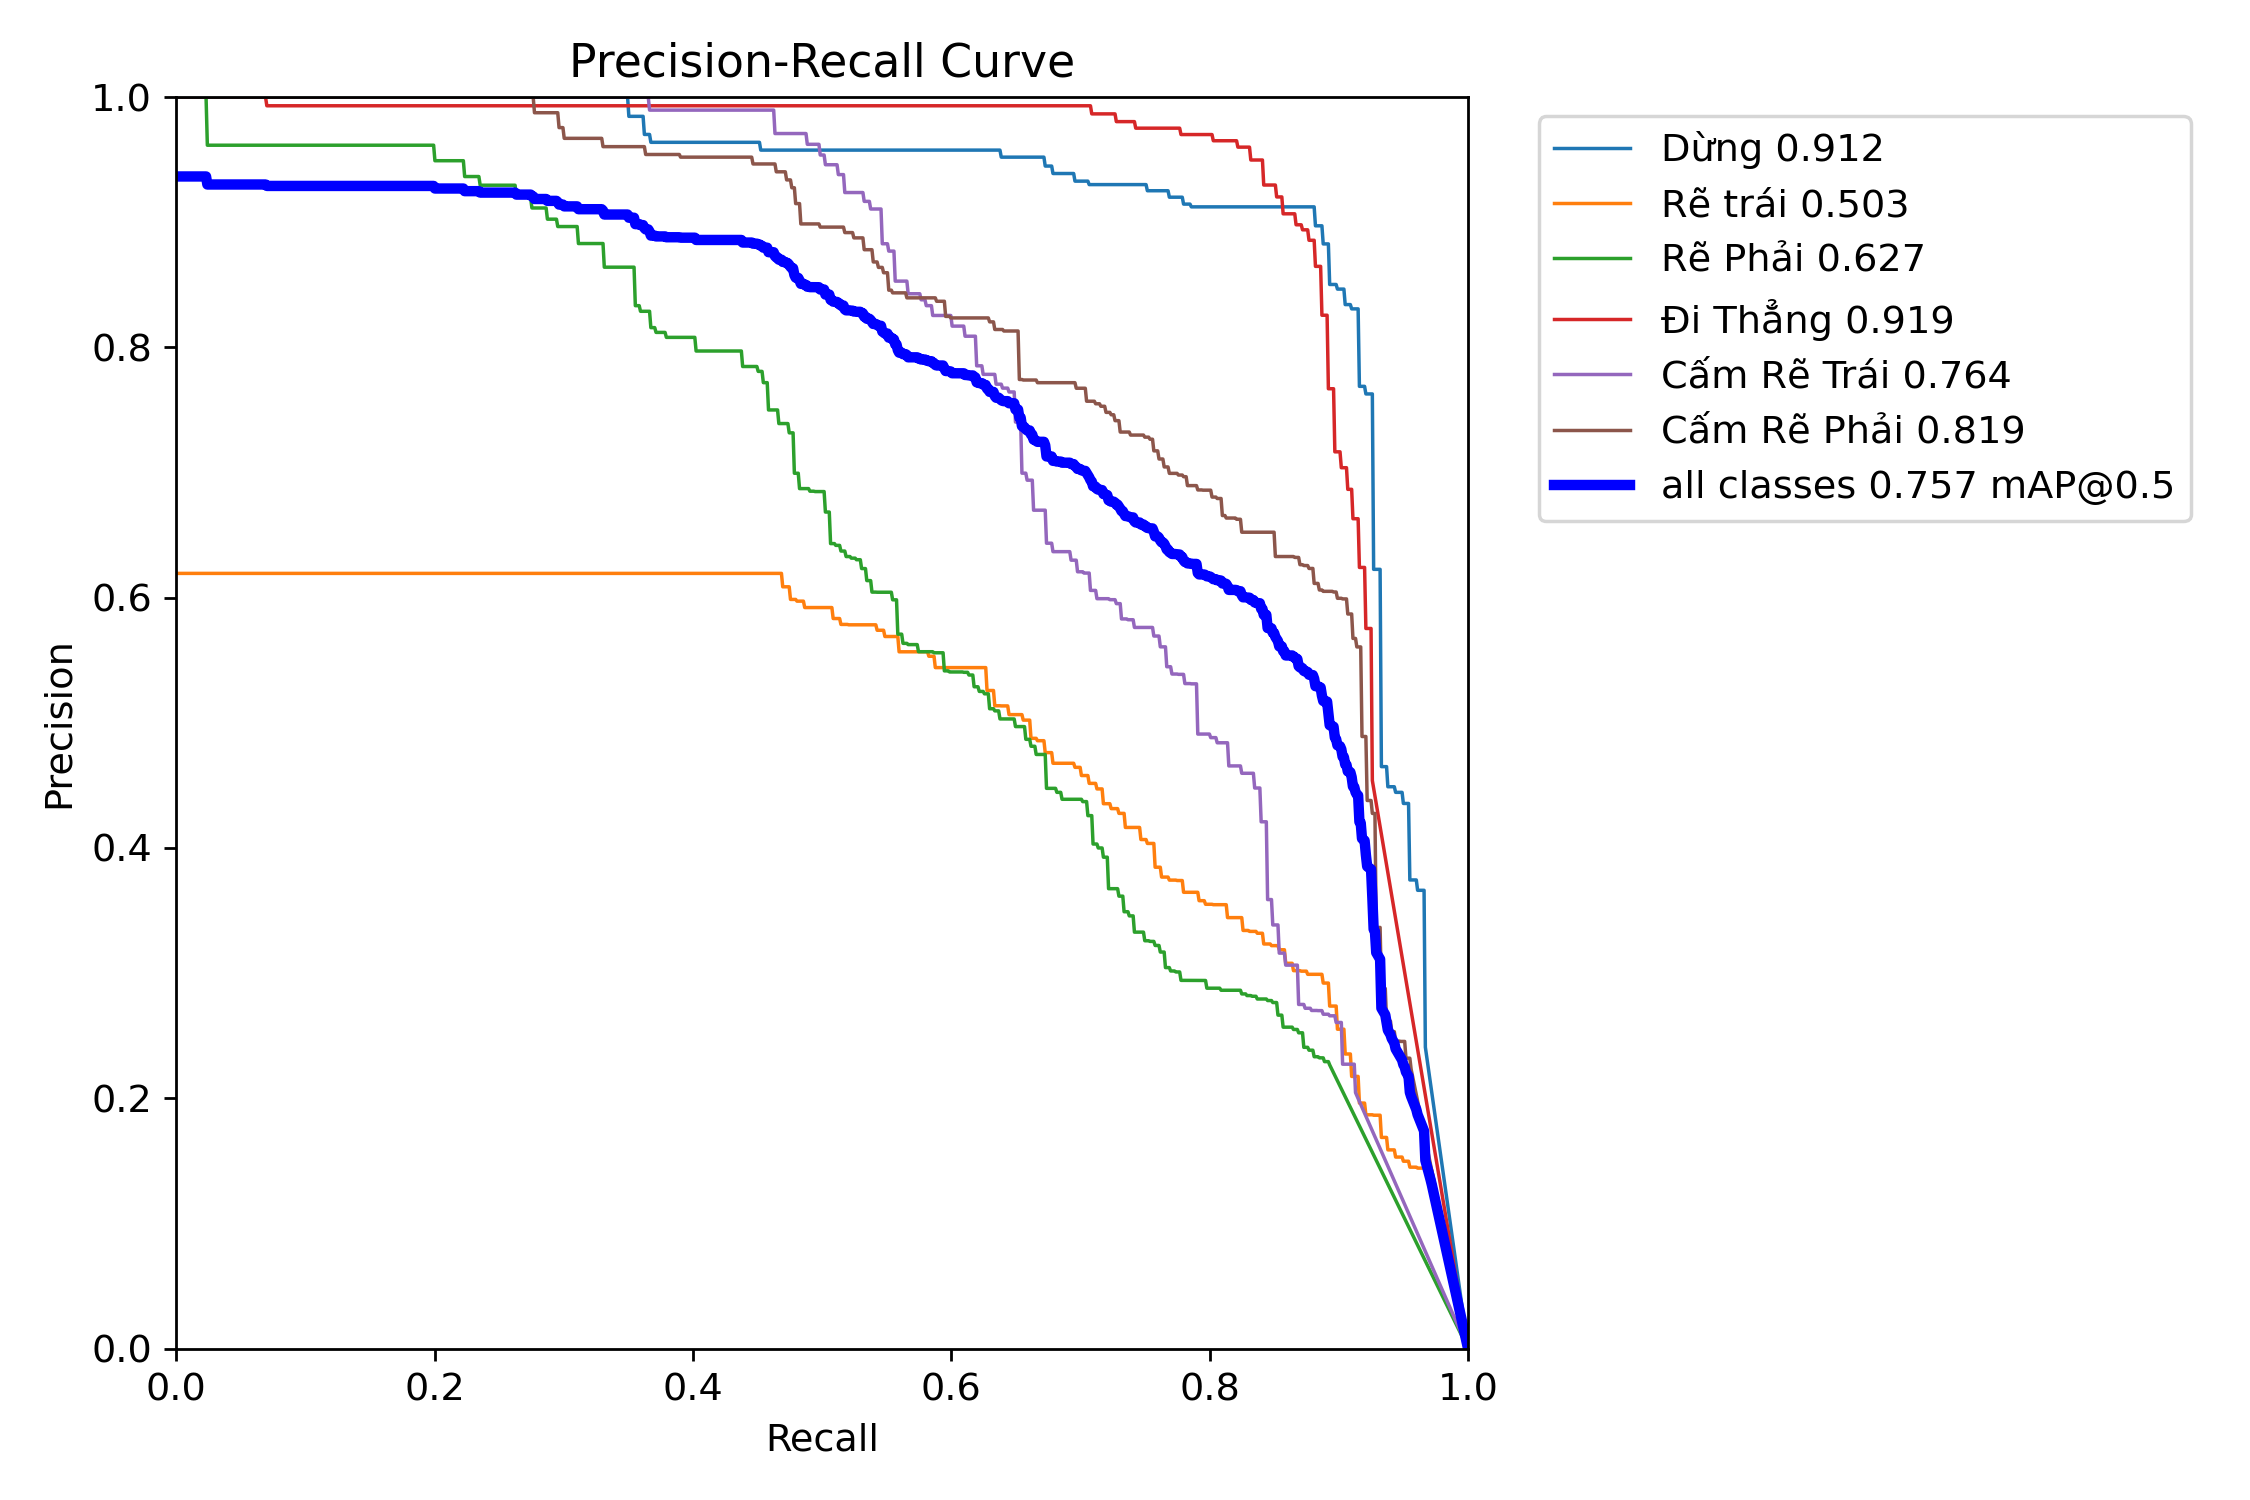 Precision-Recall Curve
1.0
0.8
0.6
0.4
0.2
0.0
Precision
0.0 0.2 0.4 0.6 0.8 1.0
Recall
Dừng 0.912
Rẽ trái 0.503
Rẽ Phải 0.627
Đi Thẳng 0.919
Cấm Rẽ Trái 0.764
Cấm Rẽ Phải 0.819
all classes 0.757 mAP@0.5